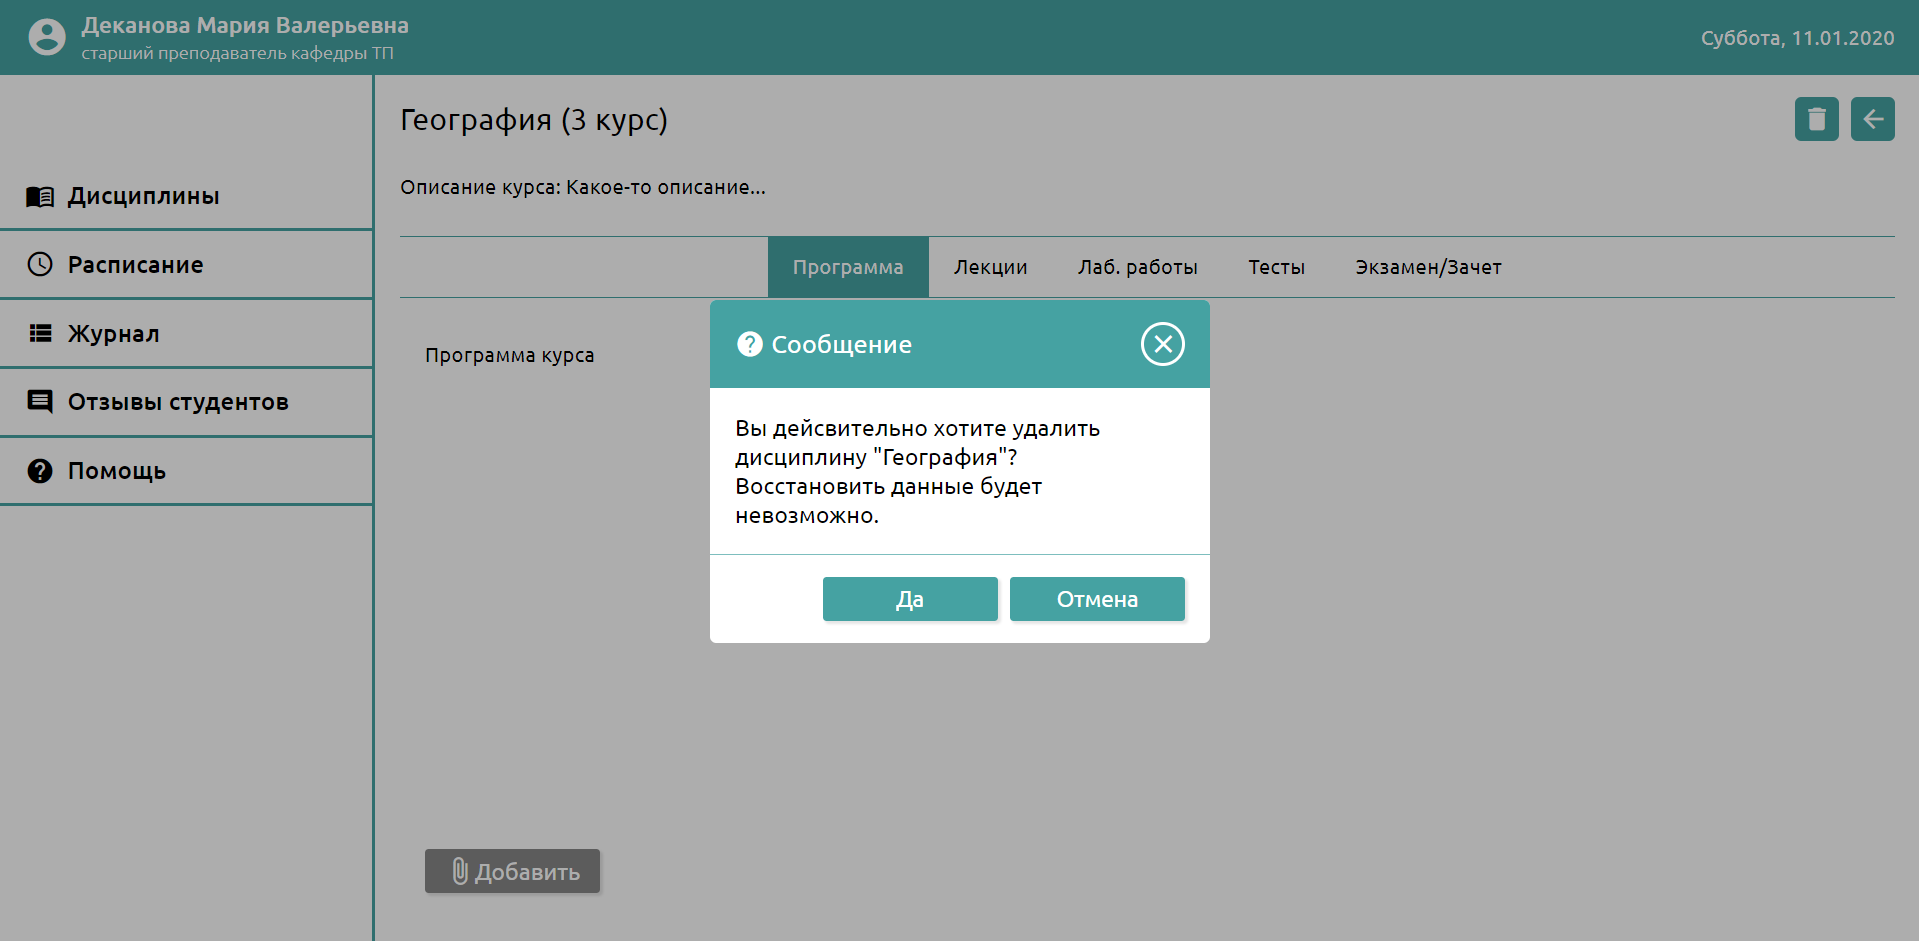 Деканова Мария Валерьевна
старший преподаватель кафедры ТП
Суббота, 11.01.2020
Дисциплины
Расписание
Журнал
Отзывы студентов
Помощь
География (3 курс)
Описание курса: Какое-то описание...
Программа
Лекции
Лаб. работы
Тесты
Экзамен/Зачет
Программа курса
Сообщение
Вы дейсвительно хотите удалить
дисциплину "География"?
Восстановить данные будет
невозможно.
Да
Отмена
Добавить